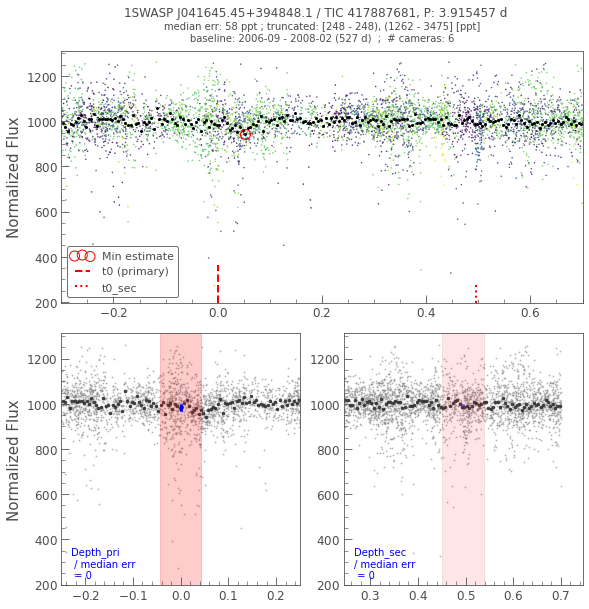 1SWASP J041645.45+394848.1 / TIC 417887681, P: 3.915457 d
median err: 58 ppt ; truncated: [248 - 248), (1262 - 3475] [ppt]
baseline: 2006-09 - 2008-02 (527 d)  ;  # cameras: 6
1200
1000
800
600
400
200
Normalized Flux
Min estimate
t0 (primary)
t0_sec
−0.2
0.0
0.2
0.4
0.6
1200
1000
800
600
400
200
Normalized Flux
Depth_pri
/ median err
= 0
−0.2
−0.1
0.0
0.1
0.2
1200
1000
800
600
400
200
Depth_sec
/ median err
= 0
0.3
0.4
0.5
0.6
0.7